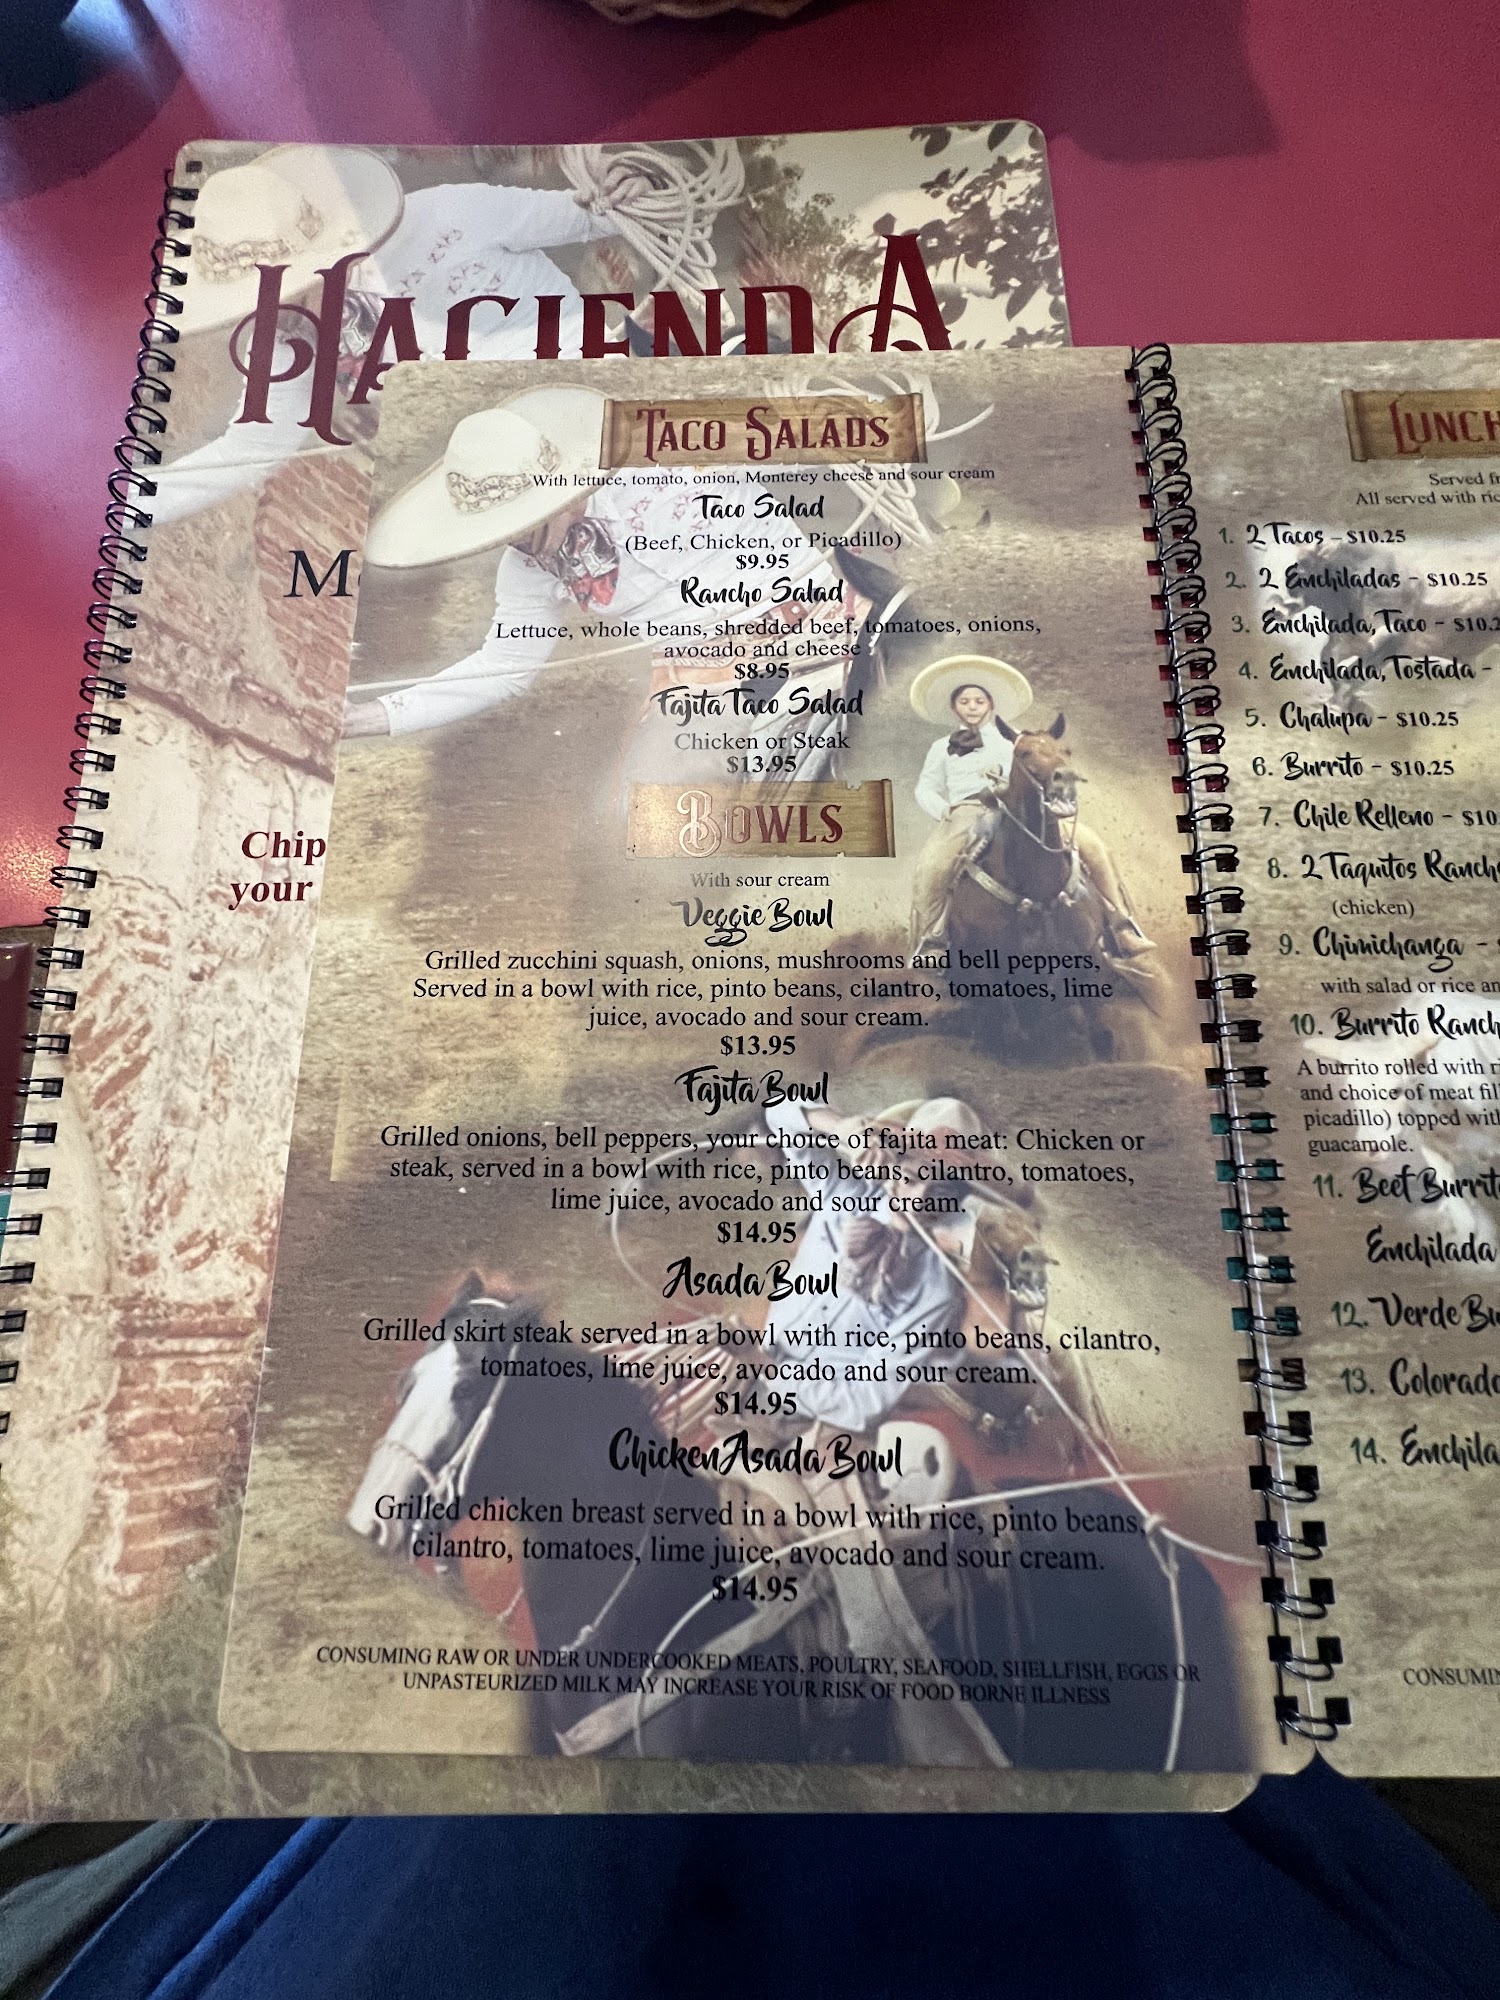 HACIENDA
Chip
your
TACO SALADS
With lettuce, tomato, onion, Monterey cheese and sour cream
Taco Salad
(Beef, Chicken, or Picadillo)
$9.95
Rancho Salad
Lettuce, whole beans, shredded beef, tomatoes, onions,
avocado and cheese
$8.95
Fajita Taco Salad
Chicken or Steak
$13.95
BOWLS
With sour cream
Veggie Bowl
Grilled zucchini squash, onions, mushrooms and bell peppers,
Served in a bowl with rice, pinto beans, cilantro, tomatoes, lime
juice, avocado and sour cream.
$13.95
Fajita Bowl
Grilled onions, bell peppers, your choice of fajita meat: Chicken or
steak, served in a bowl with rice, pinto beans, cilantro, tomatoes,
lime juice, avocado and sour cream.
$14.95
Asada Bowl
Grilled skirt steak served in a bowl with rice, pinto beans, cilantro,
tomatoes, lime juice, avocado and sour cream.
$14.95
Chicken Asada Bowl
Grilled chicken breast served in a bowl with rice, pinto beans,
cilantro, tomatoes, lime juice, avocado and sour cream.
$14.95
CONSUMING RAW OR UNDER UNDERCOOKED MEATS, POULTRY, SEAFOOD, SHELLFISH, EGGS OR
UNPASTEURIZED MILK MAY INCREASE YOUR RISK OF FOOD BORNE ILLNESS
LUNCH
Served
All served with
1. 2 Tacos - $10.25
2. 2 Enchiladas - $10.25
3. Enchilada, Taco -
4. Enchilada, Tostada -
5. Chalupa - $10.25
6. Burrito - $10.25
7. Chile Relleno -
8. 2 Taquitos
(chicken)
9. Chimichanga -
with salad or rice
10. Burrito
A burrito rolled with
and choice of meat
picadillo) topped
guacamole.
11. Beef
Enchilada
12. Verde
13.
14.